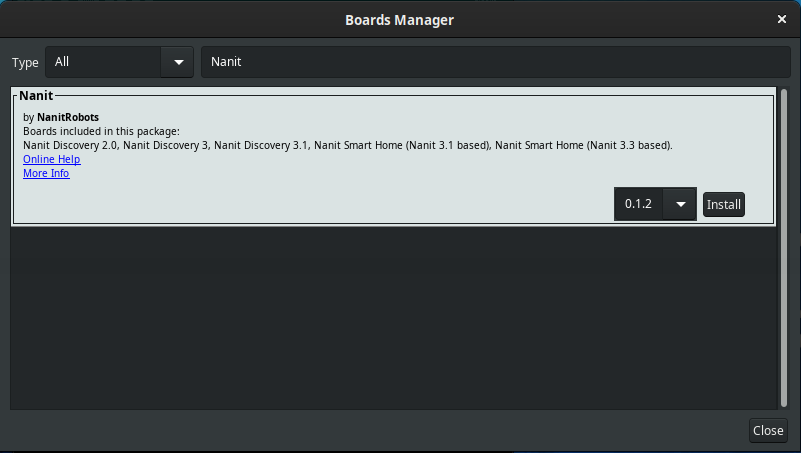 Boards Manager
Type All Nanit
Nanit
by NanitRobots
Boards included in this package:
Nanit Discovery 2.0, Nanit Discovery 3, Nanit Discovery 3.1, Nanit Smart Home (Nanit 3.1 based), Nanit Smart Home (Nanit 3.3 based).
Online Help
More Info
0.1.2 Install
Close